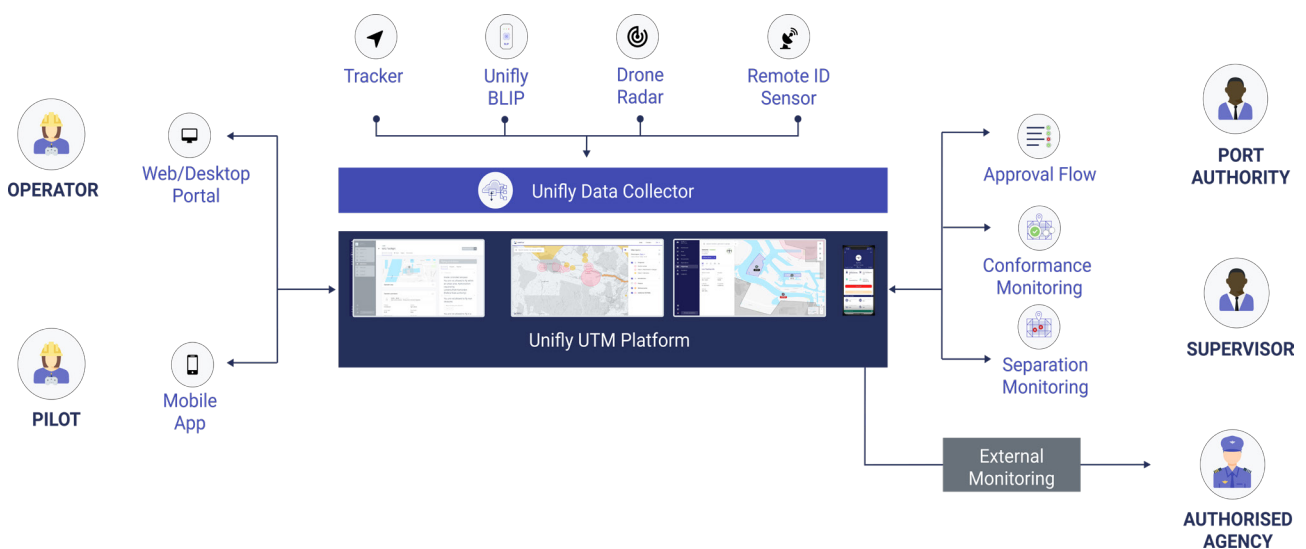 Tracker
Unifly
BLIP
Drone
Radar
Remote ID
Sensor
OPERATOR
Web/Desktop
Portal
PILOT
Mobile
App
Unifly Data Collector
Unifly UTM Platform
Approval Flow
Conformance
Monitoring
Separation
Monitoring
PORT
AUTHORITY
SUPERVISOR
External
Monitoring
AUTHORISED
AGENCY